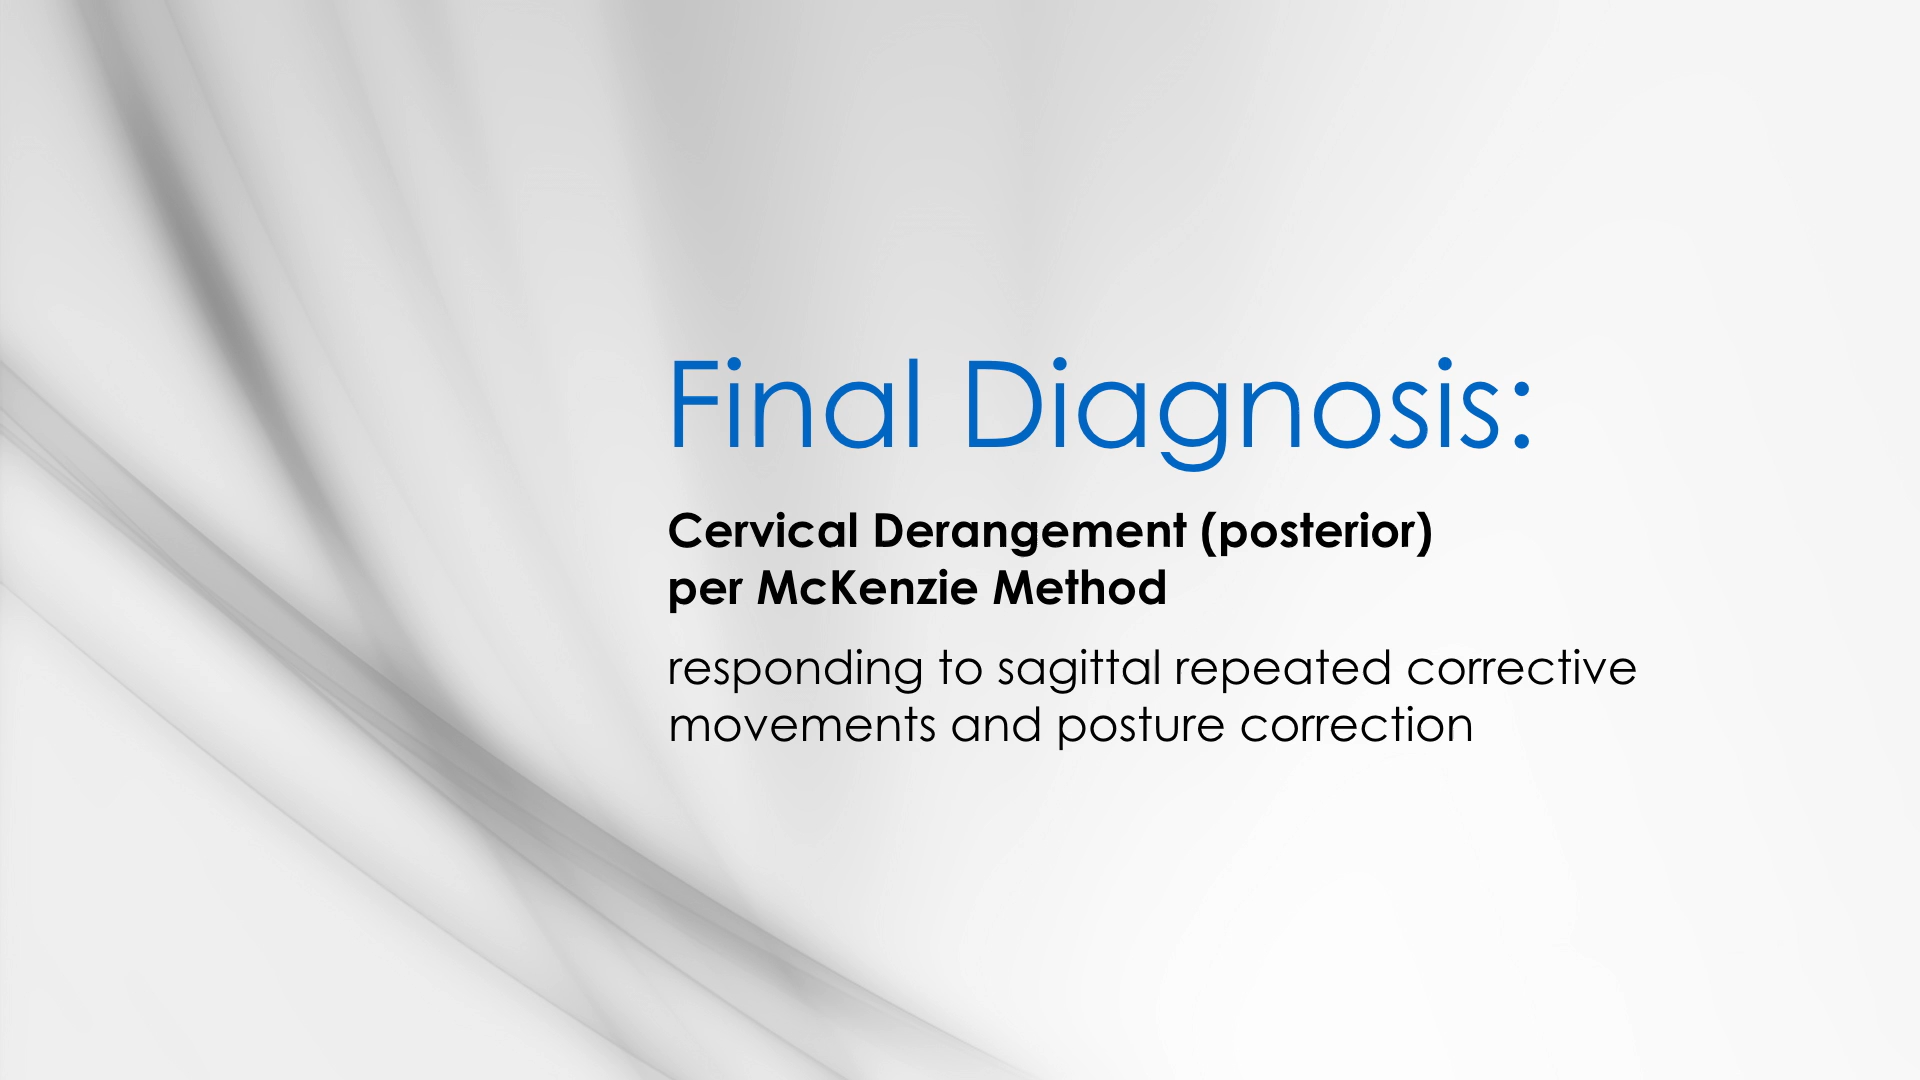 Final Diagnosis:
Cervical Derangement (posterior)
per McKenzie Method
responding to sagittal repeated corrective
movements and posture correction